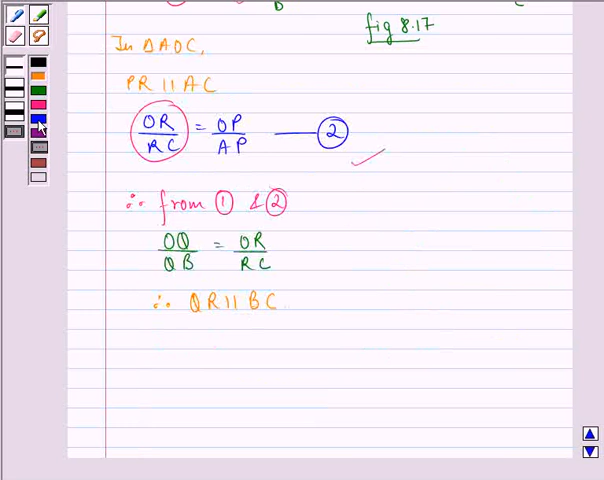 B C
fig 8.17
In ΔAOC,
PR || AC
OR/RC = OP/AP —— ②
∴ from ① & ②
OQ/QB = OR/RC
∴ QR || BC.